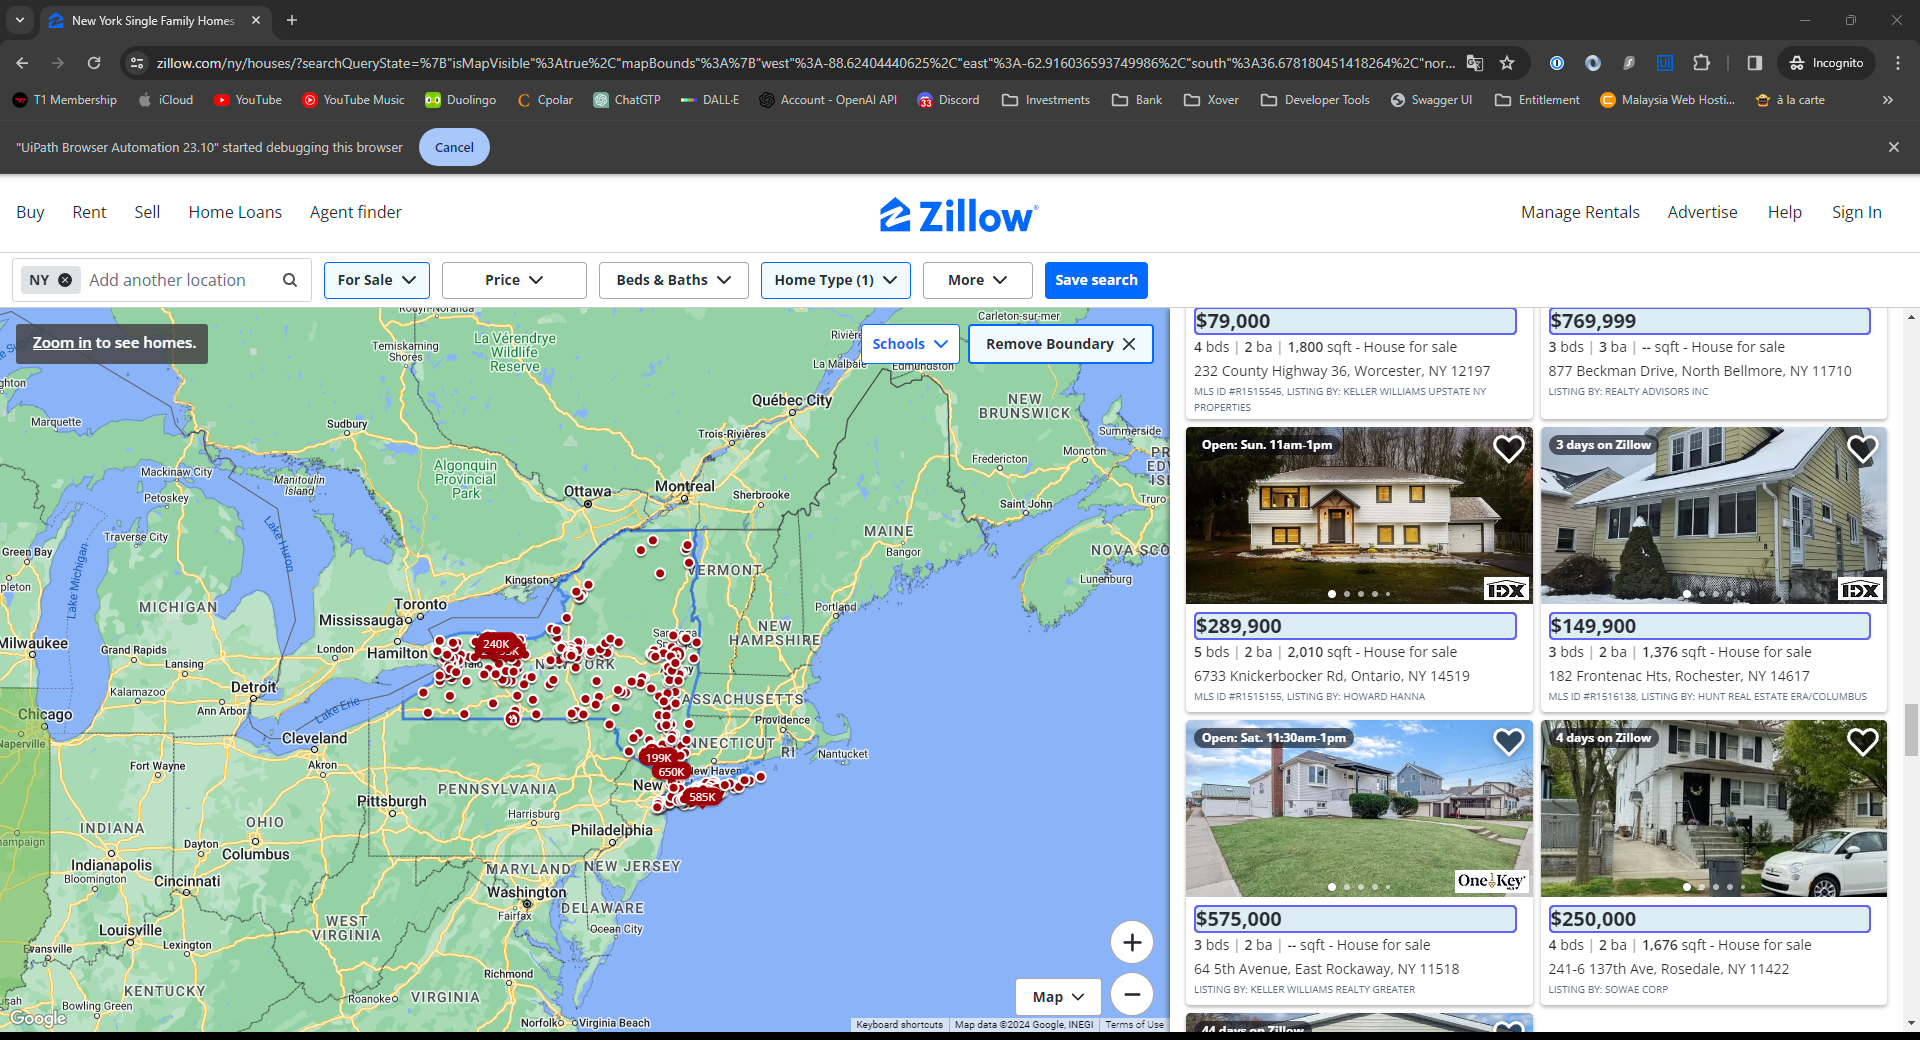 New York Single Family Homes
zillow.com/ny/houses/?searchQueryState=%7B"isMapVisible"%3Atrue%2C"mapBounds"%3A%7B"west"%3A-88.62404440625%2C"east"%3A-62.916036593749986%2C"south"%3A36.678180451418264%2C"nor...
Incognito
T1 Membership
iCloud
YouTube
YouTube Music
Duolingo
Cpolar
ChatGTP
DALL·E
Account - OpenAI API
Discord
Investments
Bank
Xover
Developer Tools
Swagger UI
Entitlement
Malaysia Web Hosti...
à la carte
"UiPath Browser Automation 23.10" started debugging this browser
Cancel
Buy
Rent
Sell
Home Loans
Agent finder
Zillow
Manage Rentals
Advertise
Help
Sign In
NY
Add another location
For Sale
Price
Beds & Baths
Home Type (1)
More
Save search
Zoom in to see homes.
Schools
Remove Boundary
Carleton-sur-mer
Temiskaming
Shores
La Vérendrye
Wildlife
Reserve
La Malbaie
Edmundston
Québec City
NEW
BRUNSWICK
Marquette
Sudbury
Trois-Rivières
Summerside
Fredericton
Moncton
Mackinaw City
Petoskey
Manitoulin
Island
Algonquin
Provincial
Park
Ottawa
Montreal
Sherbrooke
Saint John
Truro
Traverse City
Lake Huron
MAINE
Bangor
NOVA SCO
Green Bay
Lake Michigan
Kingston
VERMONT
Lunenburg
MICHIGAN
Toronto
Mississauga
Portland
NEW
HAMPSHIRE
Milwaukee
Grand Rapids
Lansing
London
Hamilton
240K
Kalamazoo
Detroit
Ann Arbor
Lake Erie
ASSACHUSETTS
Chicago
Naperville
Providence
NNECTICUT
RI
Nantucket
Cleveland
Akron
Fort Wayne
199K
650K
New Haven
New
585K
PENNSYLVANIA
Pittsburgh
Harrisburg
Philadelphia
INDIANA
OHIO
Dayton
Columbus
Indianapolis
Bloomington
Cincinnati
MARYLAND
NEW JERSEY
Washington
Fairfax
DELAWARE
Ocean City
WEST
VIRGINIA
Louisville
Lexington
Evansville
Richmond
KENTUCKY
Roanoke
VIRGINIA
Bowling Green
Norfolk
Virginia Beach
Google
Map
Keyboard shortcuts
Map data ©2024 Google, INEGI
Terms of Use
$79,000
4 bds | 2 ba | 1,800 sqft - House for sale
232 County Highway 36, Worcester, NY 12197
MLS ID #R1515545, LISTING BY: KELLER WILLIAMS UPSTATE NY
PROPERTIES
$769,999
3 bds | 3 ba | -- sqft - House for sale
877 Beckman Drive, North Bellmore, NY 11710
LISTING BY: REALTY ADVISORS INC
Open: Sun. 11am-1pm
IDX
$289,900
5 bds | 2 ba | 2,010 sqft - House for sale
6733 Knickerbocker Rd, Ontario, NY 14519
MLS ID #R1515155, LISTING BY: HOWARD HANNA
3 days on Zillow
IDX
$149,900
3 bds | 2 ba | 1,376 sqft - House for sale
182 Frontenac Hts, Rochester, NY 14617
MLS ID #R1516138, LISTING BY: HUNT REAL ESTATE ERA/COLUMBUS
Open: Sat. 11:30am-1pm
One Key
$575,000
3 bds | 2 ba | -- sqft - House for sale
64 5th Avenue, East Rockaway, NY 11518
LISTING BY: KELLER WILLIAMS REALTY GREATER
4 days on Zillow
$250,000
4 bds | 2 ba | 1,676 sqft - House for sale
241-6 137th Ave, Rosedale, NY 11422
LISTING BY: SOWAE CORP
44 days on Zillow